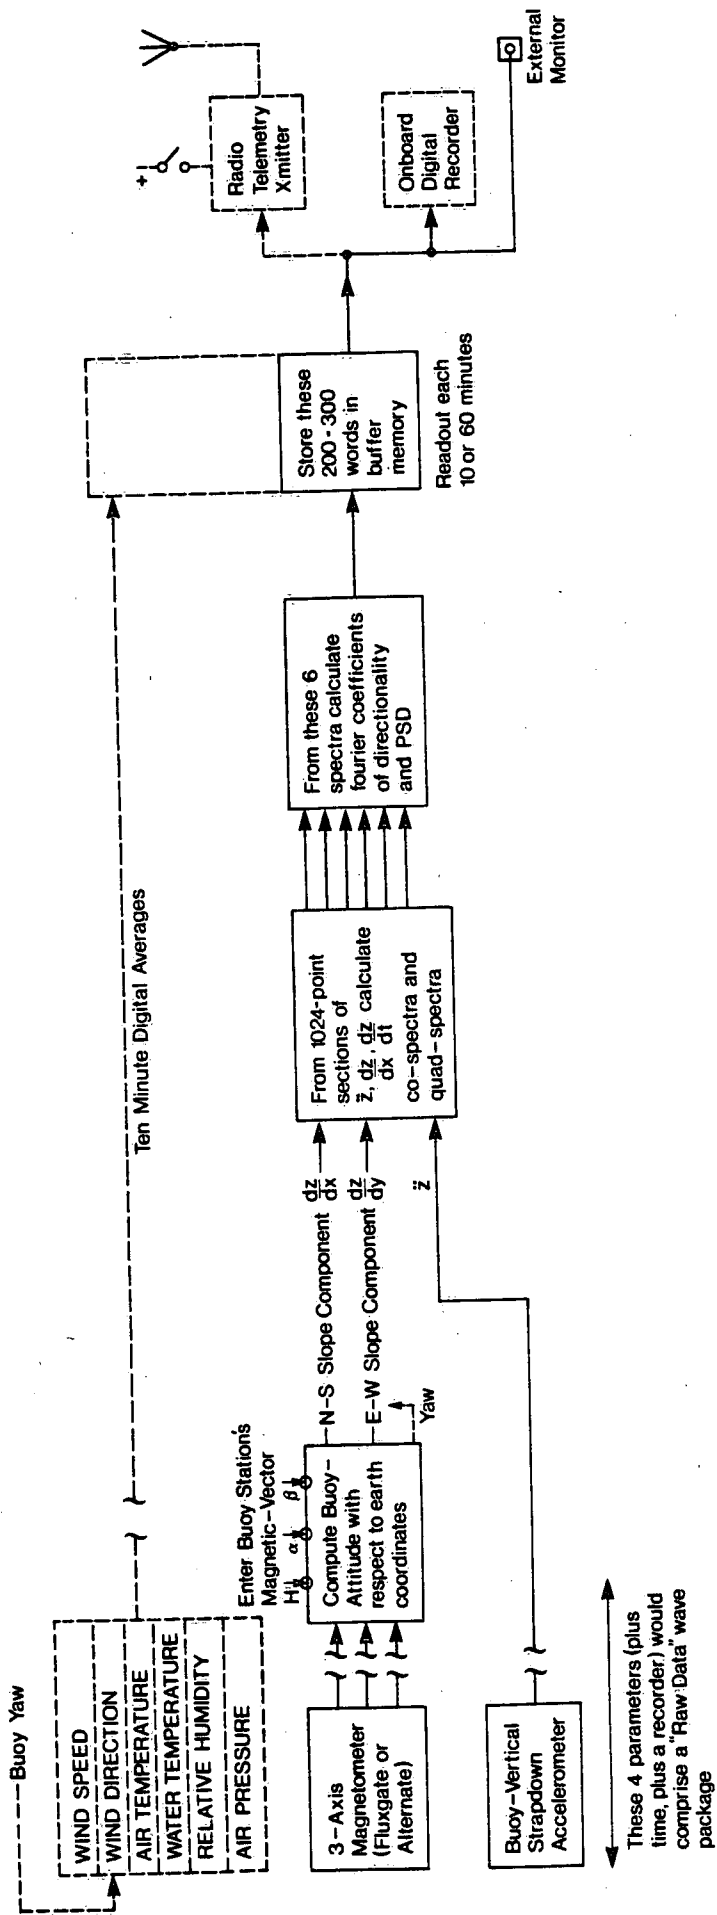 Buoy Yaw
WIND SPEED
WIND DIRECTION
AIR TEMPERATURE
WATER TEMPERATURE
RELATIVE HUMIDITY
AIR PRESSURE
Ten Minute Digital Averages
3-Axis
Magnetometer
(Fluxgate or
Alternate)
Enter Buoy Station's
Magnetic-Vector
H α β
Compute Buoy-
Attitude with
respect to earth
coordinates
N-S Slope Component dz/dx
E-W Slope Component dz/dy
Yaw
z̈
Buoy-Vertical
Strapdown
Accelerometer
These 4 parameters (plus
time, plus a recorder) would
comprise a "Raw Data" wave
package
From 1024-point
sections of
z̈, dz/dx, dz/dt calculate
co-spectra and
quad-spectra
From these 6
spectra calculate
fourier coefficients
of directionality
and PSD
Store these
200-300
words in
buffer
memory
Readout each
10 or 60 minutes
+
Radio
Telemetry
Xmitter
Onboard
Digital
Recorder
External
Monitor